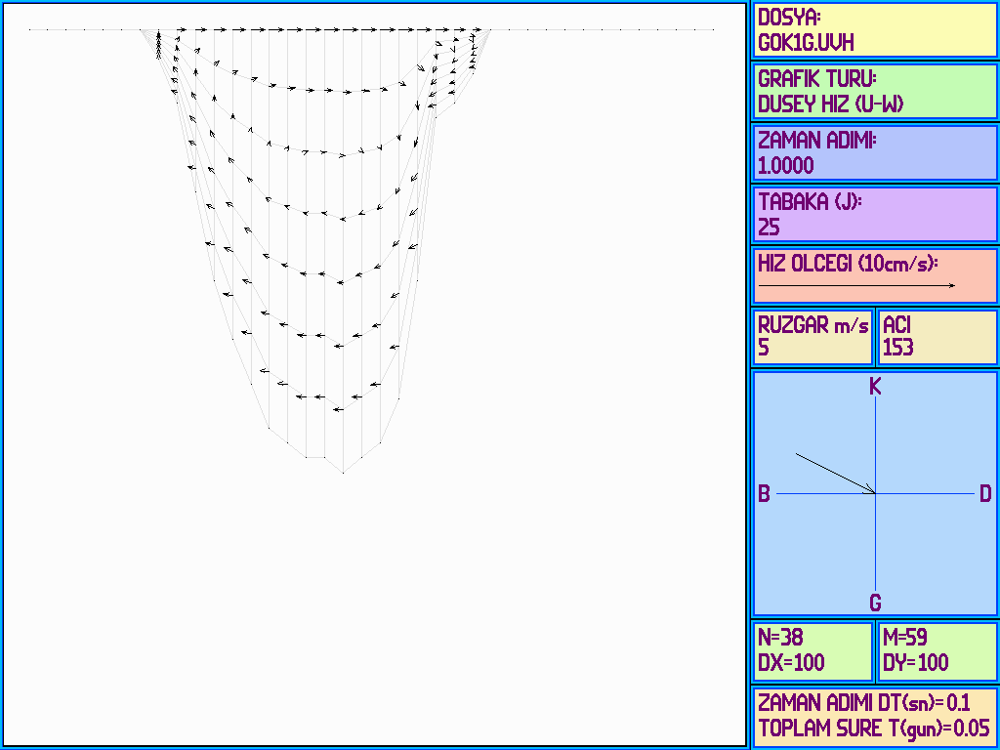 DOSYA:
GOK1G.UVH
GRAFIK TURU:
DUSEY HIZ (U-W)
ZAMAN ADIMI:
1.0000
TABAKA (J):
25
HIZ OLCEGI (10cm/s):
RUZGAR m/s
5
ACI
153
K
B
D
G
N=38
DX=100
M=59
DY=100
ZAMAN ADIMI DT(sn)=0.1
TOPLAM SURE T(gun)=0.05